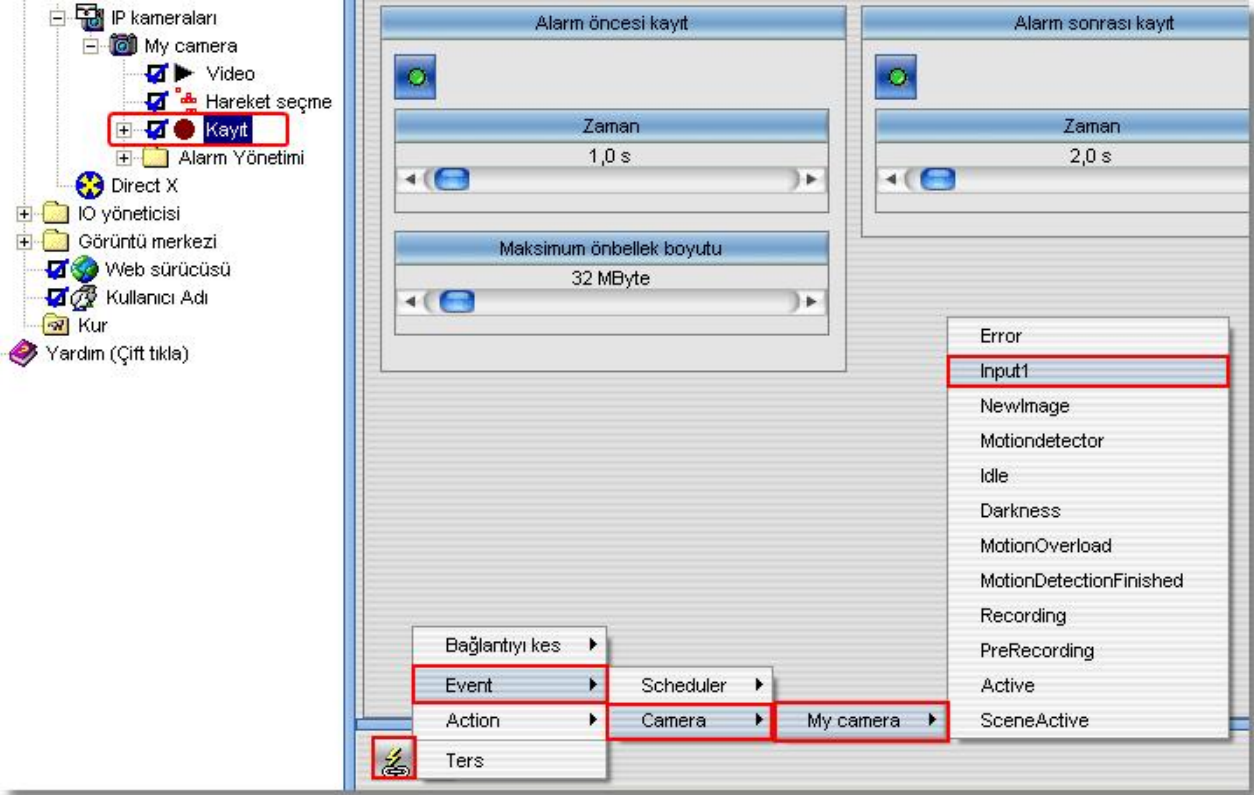 IP kameraları
My camera
Video
Hareket seçme
Kayıt
Alarm Yönetimi
Direct X
IO yöneticisi
Görüntü merkezi
Web sürücüsü
Kullanıcı Adı
Kur
Yardım (Çift tıkla)
Alarm öncesi kayıt
Zaman
1,0 s
Maksimum önbellek boyutu
32 MByte
Alarm sonrası kayıt
Zaman
2,0 s
Bağlantıyı kes
Event
Action
Ters
Scheduler
Camera
My camera
Error
Input1
NewImage
Motiondetector
Idle
Darkness
MotionOverload
MotionDetectionFinished
Recording
PreRecording
Active
SceneActive